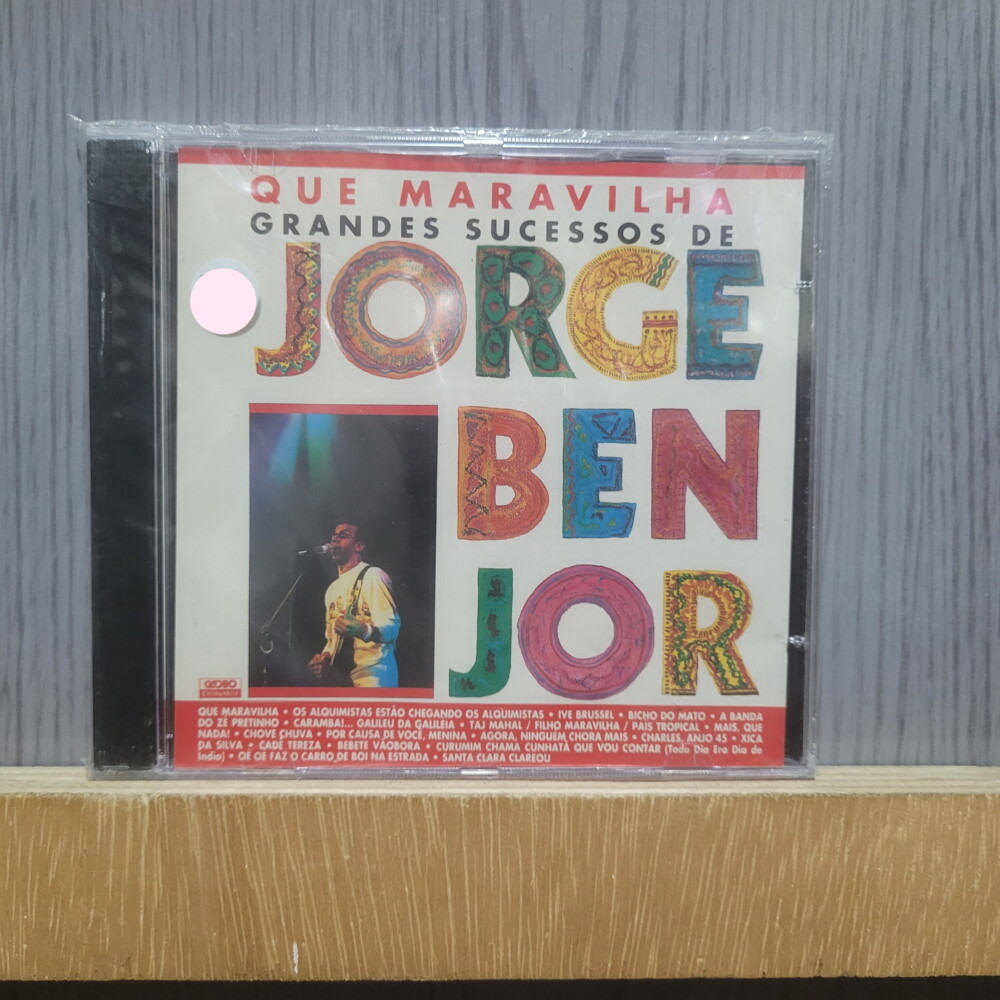 QUE MARAVILHA
GRANDES SUCESSOS DE
JORGE
BEN
JOR
GLOBO
QUE MARAVILHA • OS ALQUIMISTAS ESTÃO CHEGANDO OS ALQUIMISTAS • IVE BRUSSEL • BICHO DO MATO • A BANDA
DO ZÉ PRETINHO • CARAMBA!... GALILEU DA GALILÉIA • TAJ MAHAL / FILHO MARAVILHA / PAÍS TROPICAL • MAIS, QUE
NADA! • CHOVE CHUVA • POR CAUSA DE VOCÊ, MENINA • AGORA, NINGUÉM CHORA MAIS • CHARLES, ANJO 45 • XICA
DA SILVA • CADÊ TEREZA • BEBETE VÃOBORA • CURUMIM CHAMA CUNHATÃ QUE VOU CONTAR (Todo Dia Era Dia de
Índio) • OÊ OÊ FAZ O CARRO DE BOI NA ESTRADA • SANTA CLARA CLAREOU